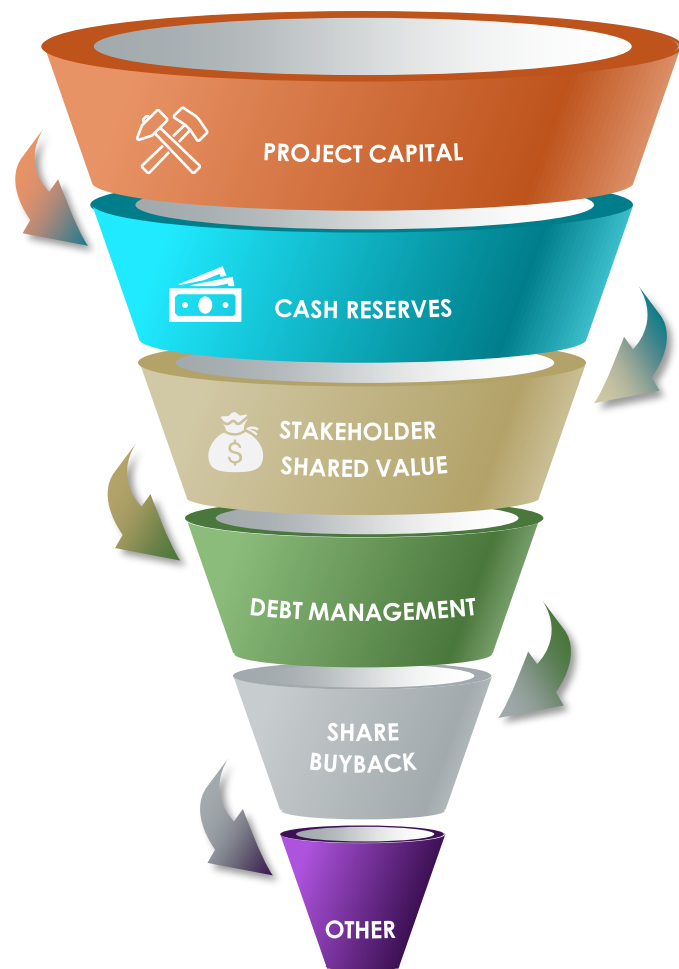 PROJECT CAPITAL
CASH RESERVES
STAKEHOLDER
SHARED VALUE
$
DEBT MANAGEMENT
SHARE
BUYBACK
OTHER